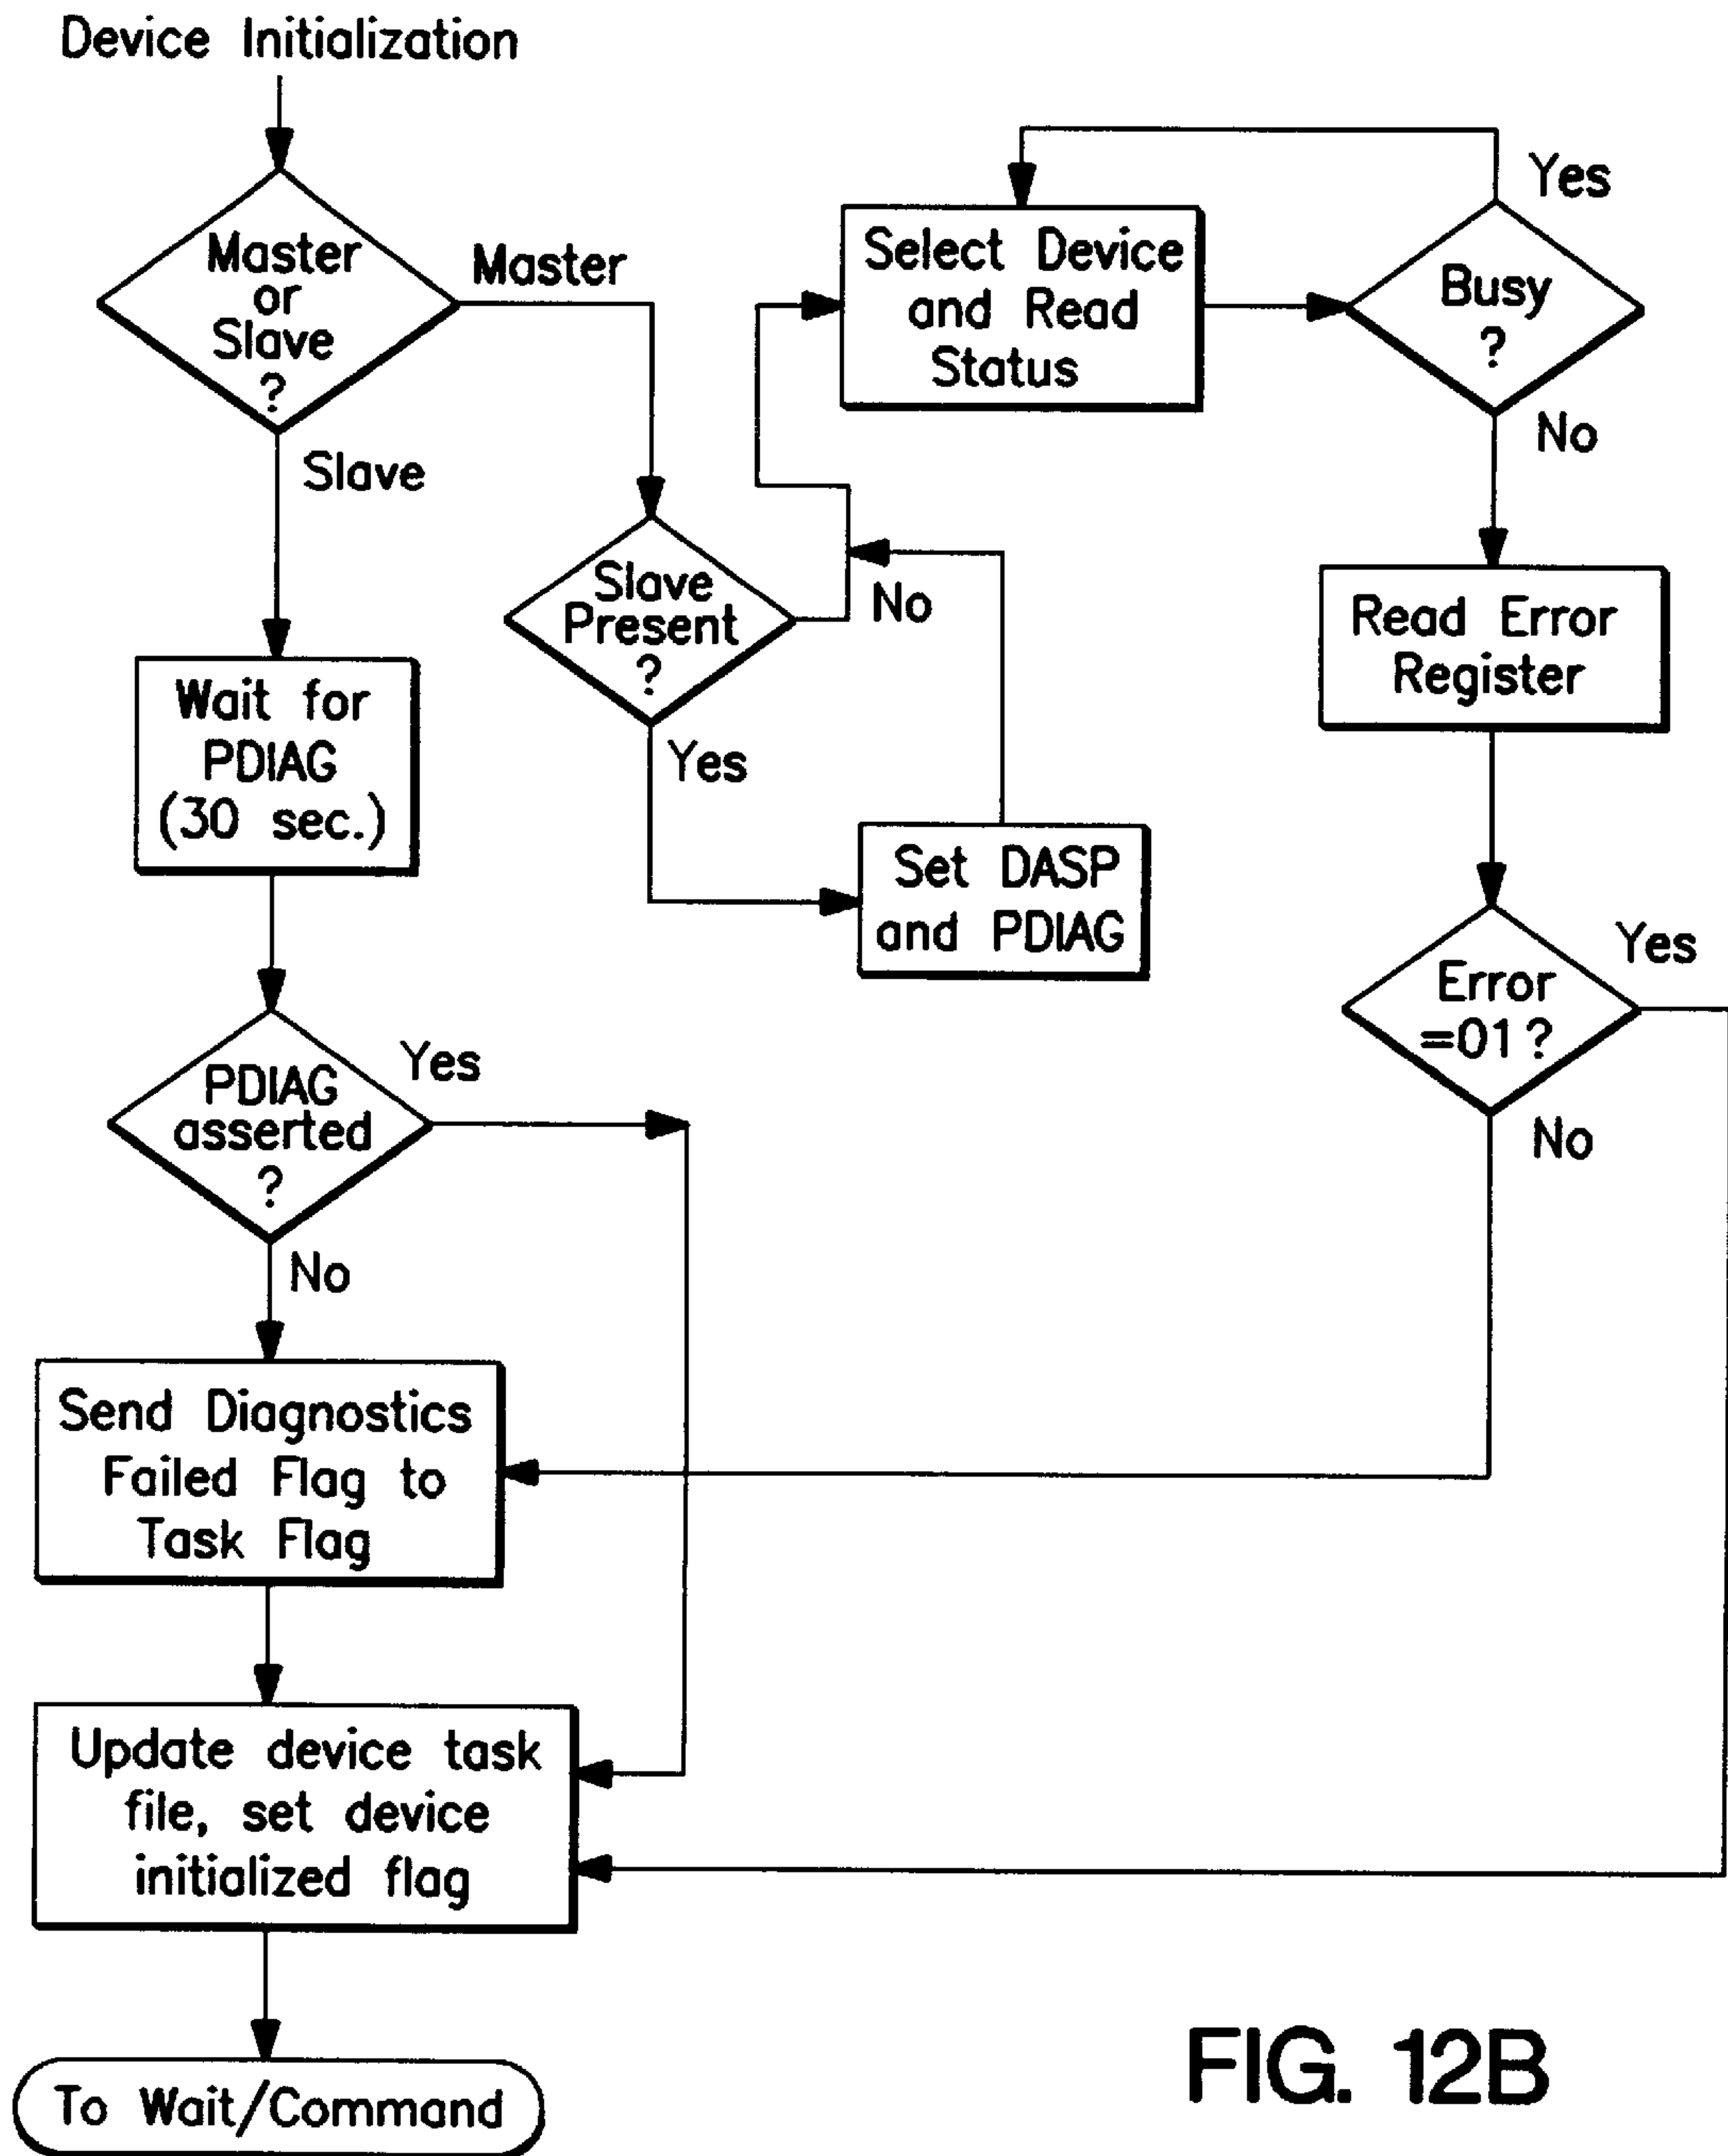 Device Initialization
Master
or
Slave
?
Master
Slave
Select Device
and Read
Status
Busy
?
Yes
No
Slave
Present
?
No
Yes
Set DASP
and PDIAG
Read Error
Register
Error
=01?
Yes
No
Wait for
PDIAG
(30 sec.)
PDIAG
asserted
?
Yes
No
Send Diagnostics
Failed Flag to
Task Flag
Update device task
file, set device
initialized flag
To Wait/Command
FIG. 12B